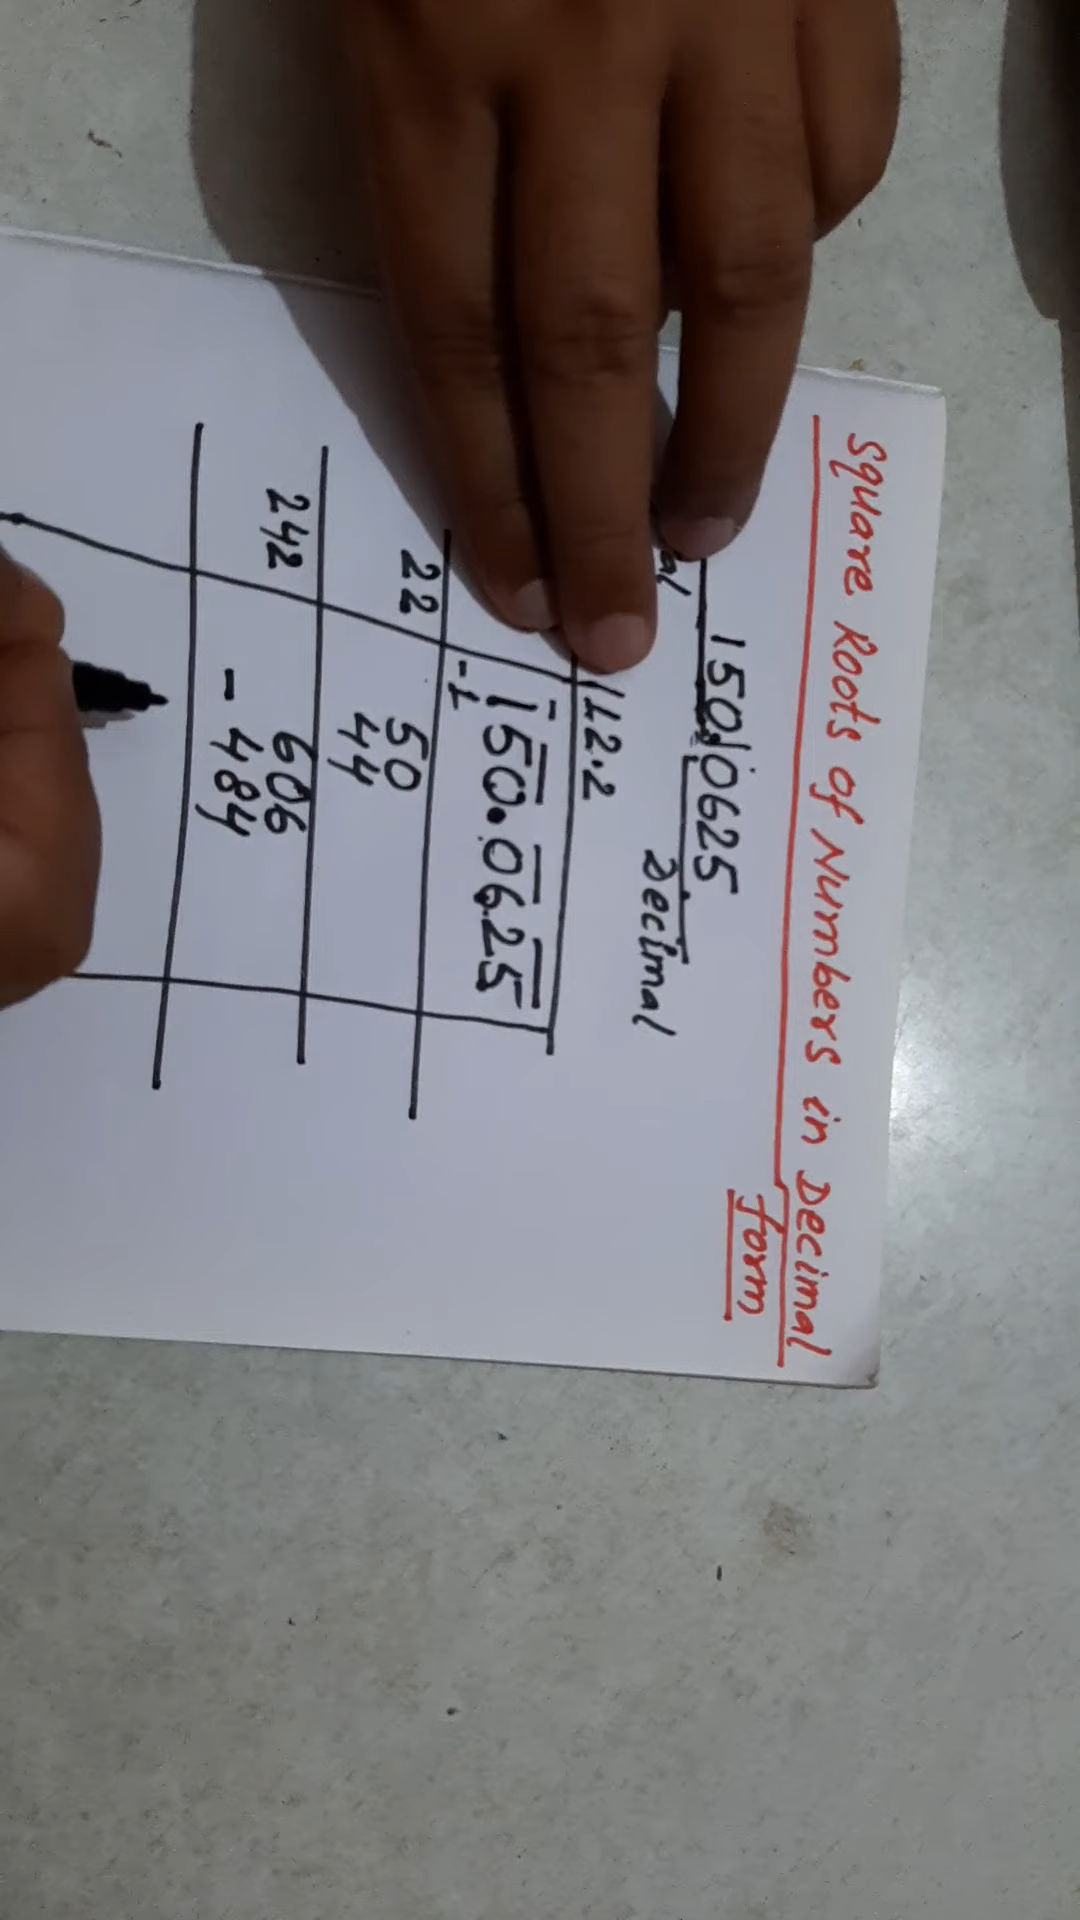 Square Roots of Numbers in Decimal
form
150.0625
al Decimal
12.2
150.0625
-1
22 50
44
242 606
- 484